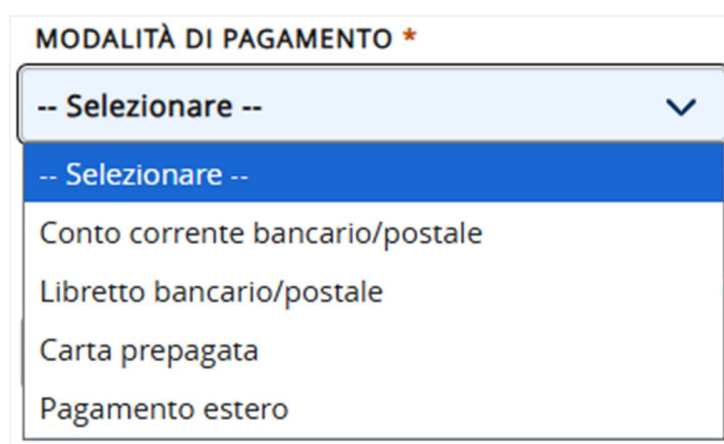 MODALITÀ DI PAGAMENTO *
-- Selezionare --
-- Selezionare --
Conto corrente bancario/postale
Libretto bancario/postale
Carta prepagata
Pagamento estero